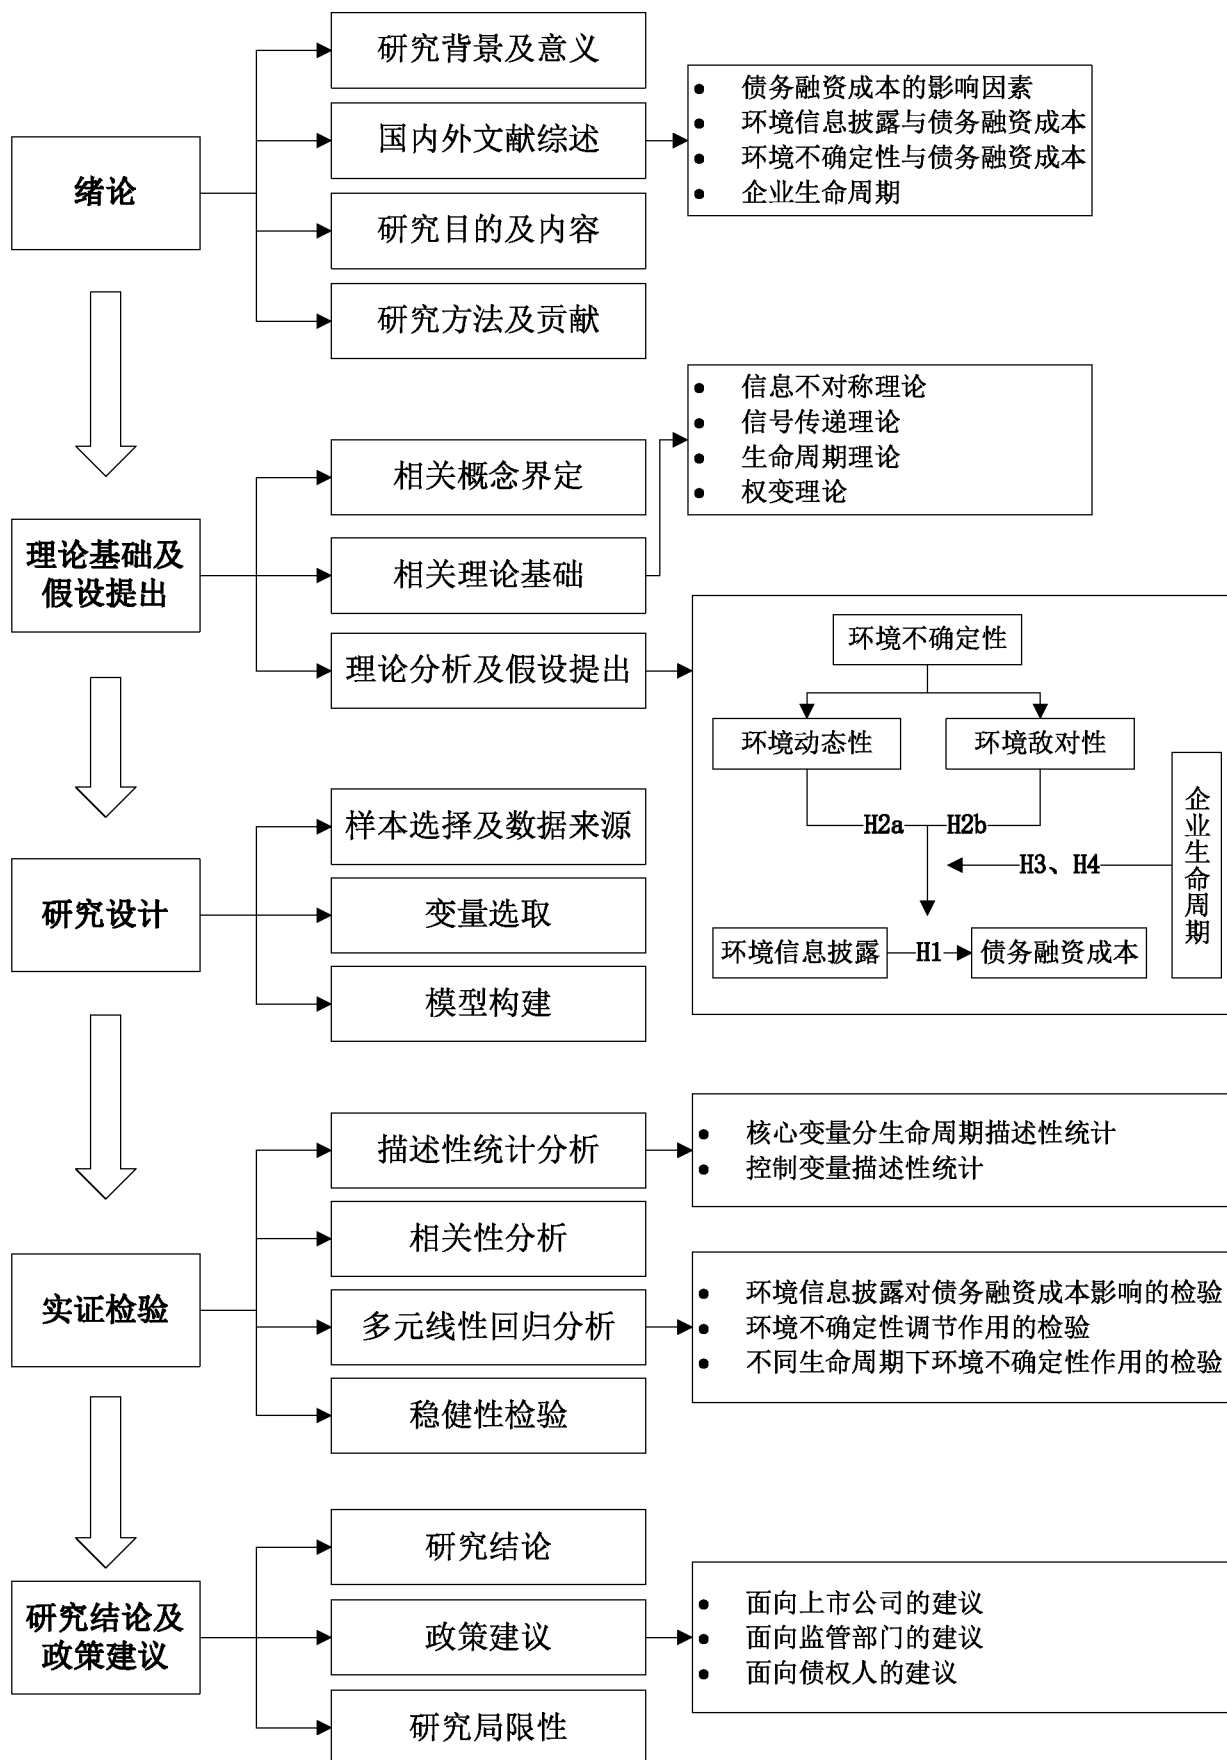 绪论
研究背景及意义
国内外文献综述
研究目的及内容
研究方法及贡献
● 债务融资成本的影响因素
● 环境信息披露与债务融资成本
● 环境不确定性与债务融资成本
● 企业生命周期
理论基础及
假设提出
相关概念界定
相关理论基础
理论分析及假设提出
● 信息不对称理论
● 信号传递理论
● 生命周期理论
● 权变理论
环境不确定性
环境动态性
环境敌对性
H2a
H2b
H3、H4
企业生命周期
环境信息披露
H1
债务融资成本
研究设计
样本选择及数据来源
变量选取
模型构建
实证检验
描述性统计分析
相关性分析
多元线性回归分析
稳健性检验
● 核心变量分生命周期描述性统计
● 控制变量描述性统计
● 环境信息披露对债务融资成本影响的检验
● 环境不确定性调节作用的检验
● 不同生命周期下环境不确定性作用的检验
研究结论及
政策建议
研究结论
政策建议
研究局限性
● 面向上市公司的建议
● 面向监管部门的建议
● 面向债权人的建议